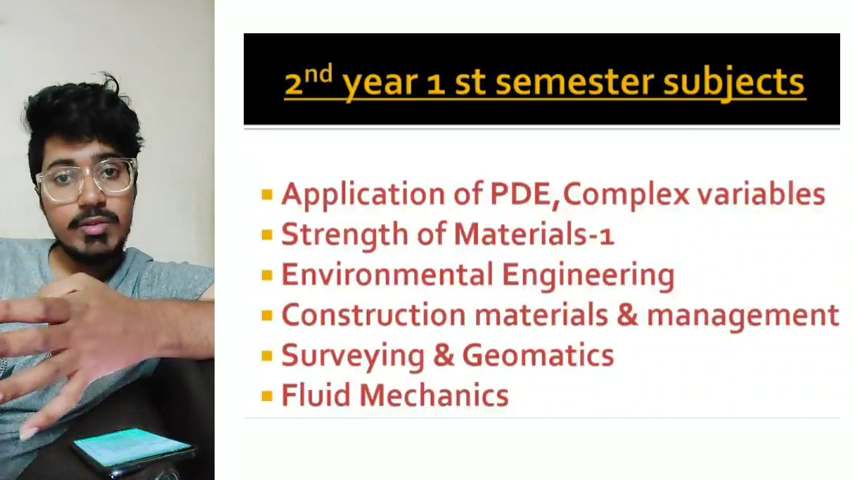 2nd year 1 st semester subjects
Application of PDE,Complex variables
Strength of Materials-1
Environmental Engineering
Construction materials & management
Surveying & Geomatics
Fluid Mechanics